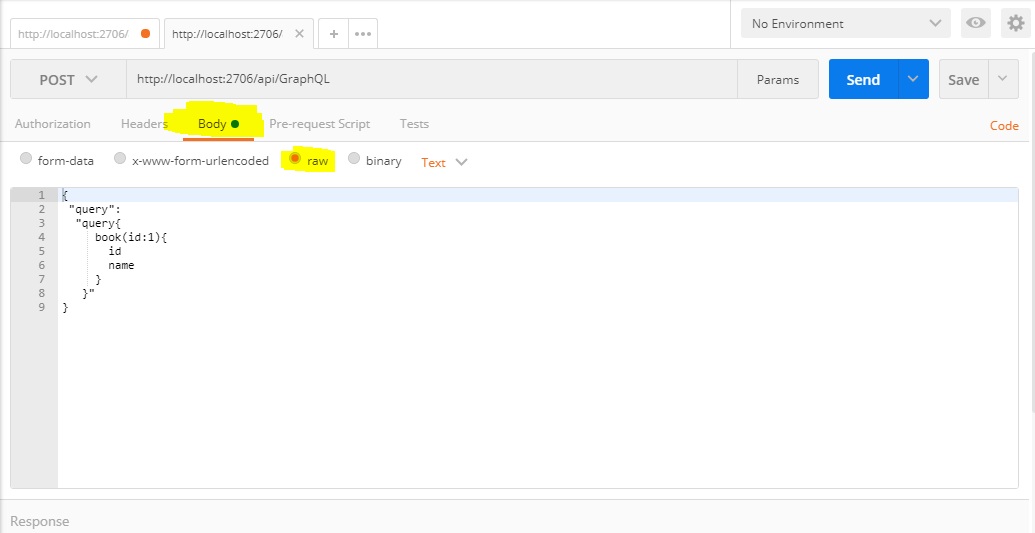 http://localhost:2706/ http://localhost:2706/ × + ••• No Environment
POST http://localhost:2706/api/GraphQL Params Send Save
Authorization Headers Body Pre-request Script Tests Code
form-data x-www-form-urlencoded raw binary Text
1 {
2 "query":
3 "query{
4 book(id:1){
5 id
6 name
7 }
8 }"
9 }
Response